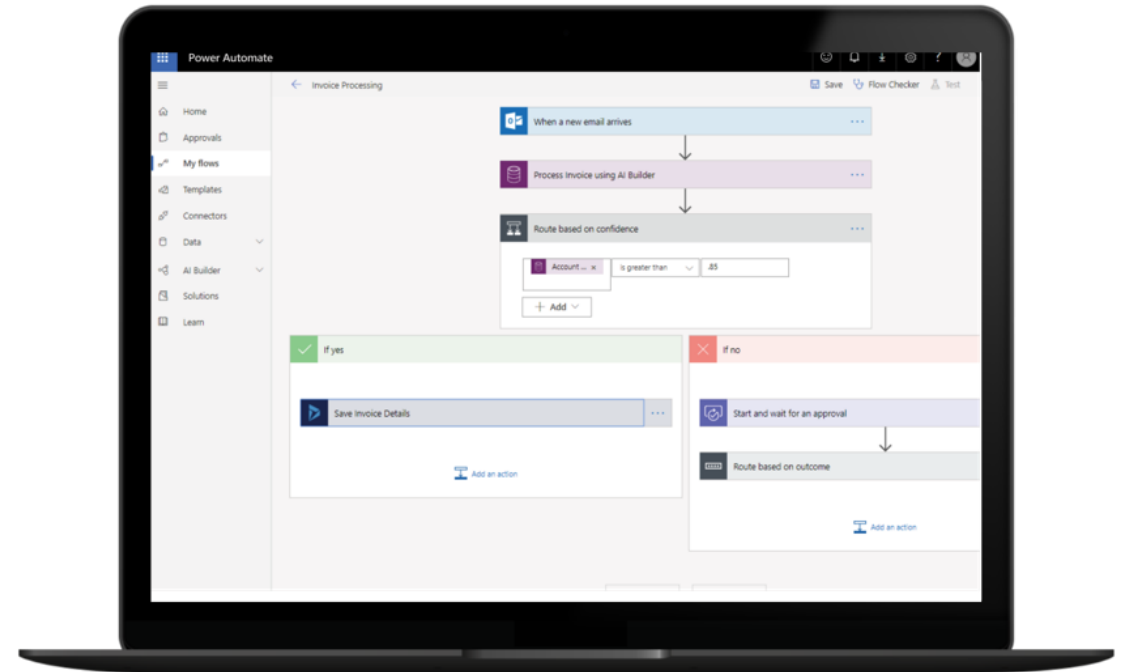 Power Automate
?
Invoice Processing
Save
Flow Checker
Test
Home
Approvals
My flows
Templates
Connectors
Data
AI Builder
Solutions
Learn
When a new email arrives
Process Invoice using AI Builder
Route based on confidence
Account ... x
is greater than
.85
+ Add
If yes
Save Invoice Details
Add an action
If no
Start and wait for an approval
Route based on outcome
Add an action